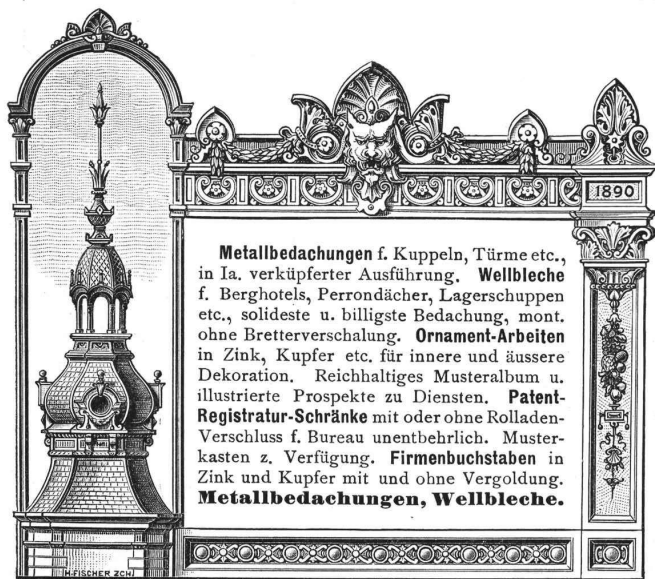 1890
Metallbedachungen f. Kuppeln, Türme etc.,
in Ia. verküpferter Ausführung. Wellbleche
f. Berghotels, Perrondächer, Lagerschuppen
etc., solideste u. billigste Bedachung, mont.
ohne Bretterverschalung. Ornament-Arbeiten
in Zink, Kupfer etc. für innere und äussere
Dekoration. Reichhaltiges Musteralbum u.
illustrierte Prospekte zu Diensten. Patent-
Registratur-Schränke mit oder ohne Rolladen-
Verschluss f. Bureau unentbehrlich. Muster-
kasten z. Verfügung. Firmenbuchstaben in
Zink und Kupfer mit und ohne Vergoldung.
Metallbedachungen, Wellbleche.
H.FISCHER.ZCH.